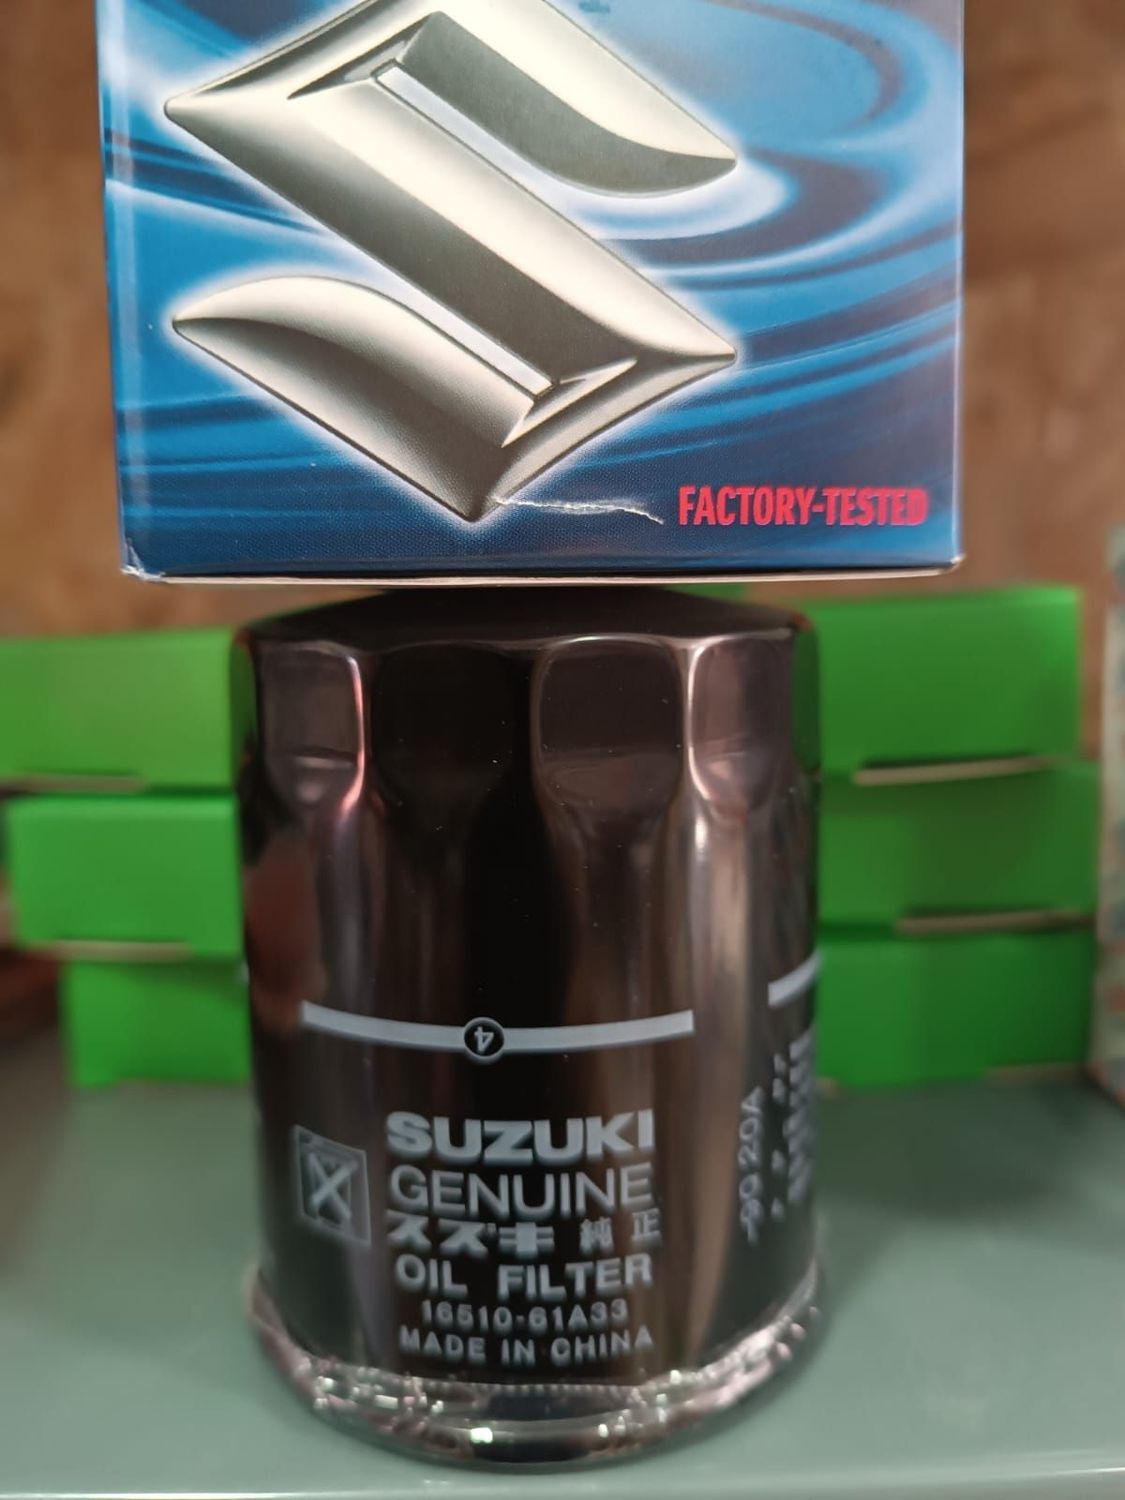 FACTORY-TESTED
4
SUZUKI
GENUINE
スズキ 純正
OIL FILTER
16510-61A33
MADE IN CHINA